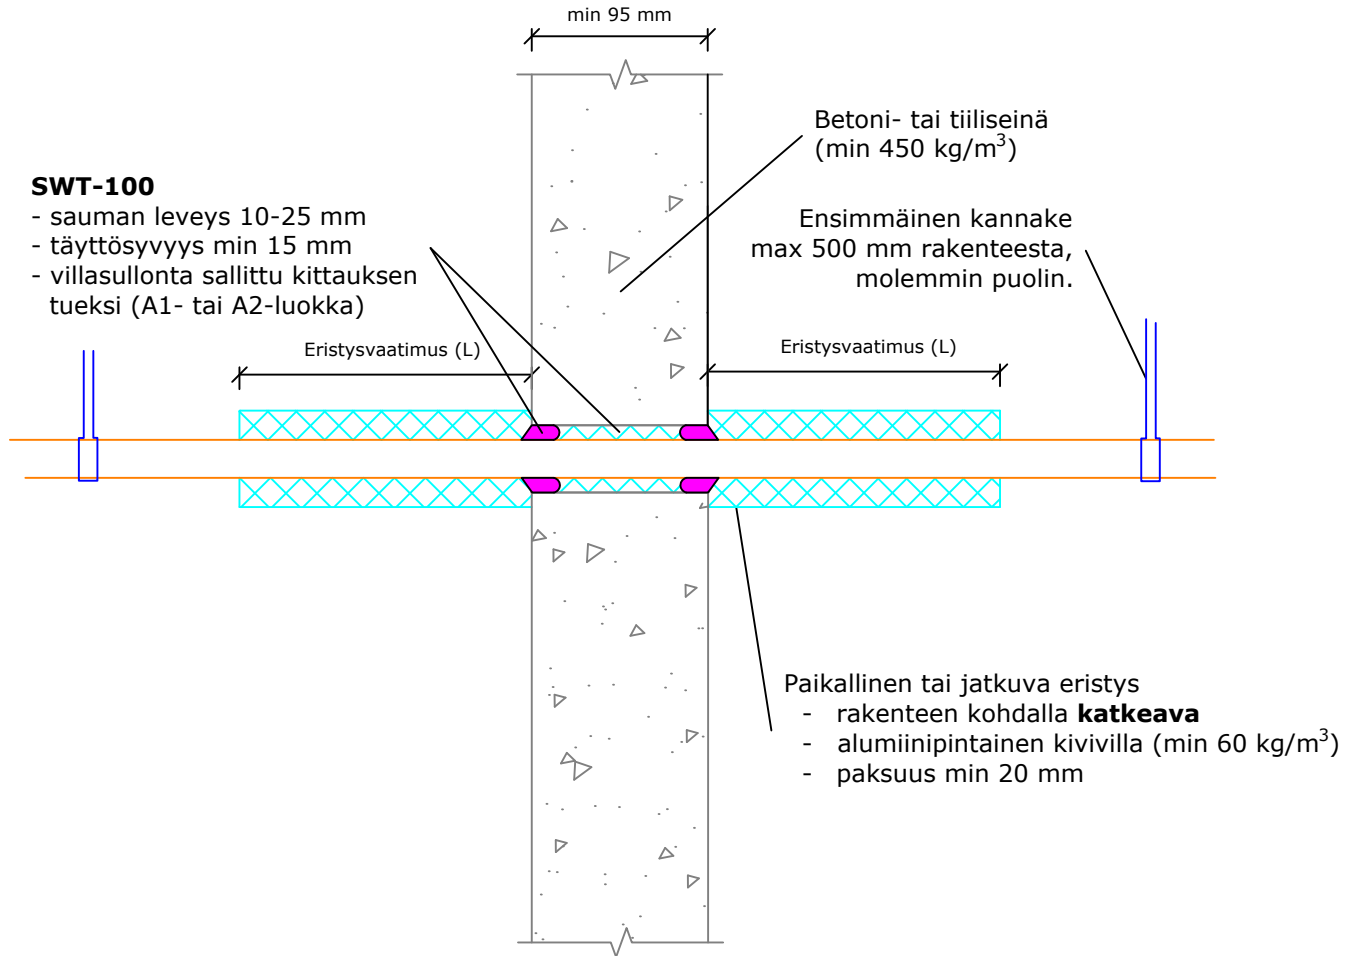 min 95 mm
Betoni- tai tiiliseinä
(min 450 kg/m³)
SWT-100
- sauman leveys 10-25 mm
- täyttösyvyys min 15 mm
- villasullonta sallittu kittauksen
tueksi (A1- tai A2-luokka)
Ensimmäinen kannake
max 500 mm rakenteesta,
molemmin puolin.
Eristysvaatimus (L)
Eristysvaatimus (L)
Paikallinen tai jatkuva eristys
- rakenteen kohdalla katkeava
- alumiinipintainen kivivilla (min 60 kg/m³)
- paksuus min 20 mm